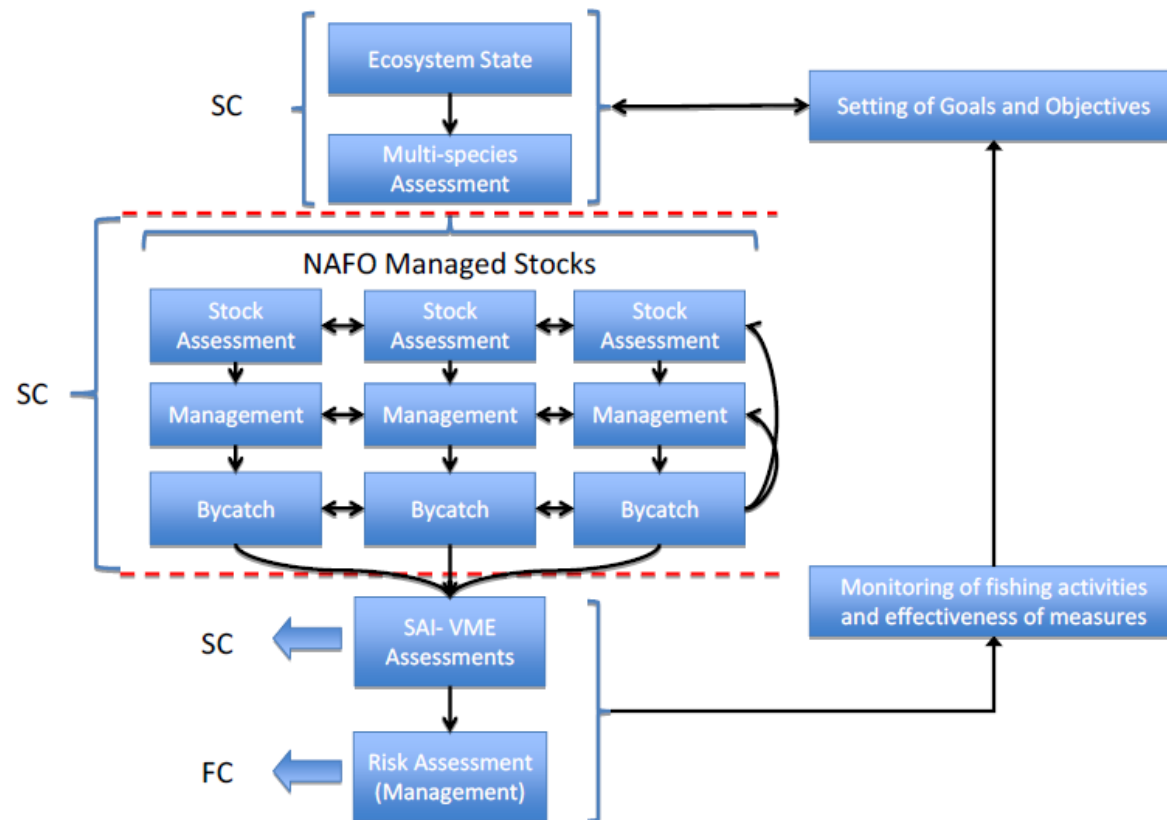 Ecosystem State
SC
Setting of Goals and Objectives
Multi-species
Assessment
NAFO Managed Stocks
Stock
Assessment
Stock
Assessment
Stock
Assessment
SC
Management
Management
Management
Bycatch
Bycatch
Bycatch
Monitoring of fishing activities
and effectiveness of measures
SC
SAI- VME
Assessments
FC
Risk Assessment
(Management)